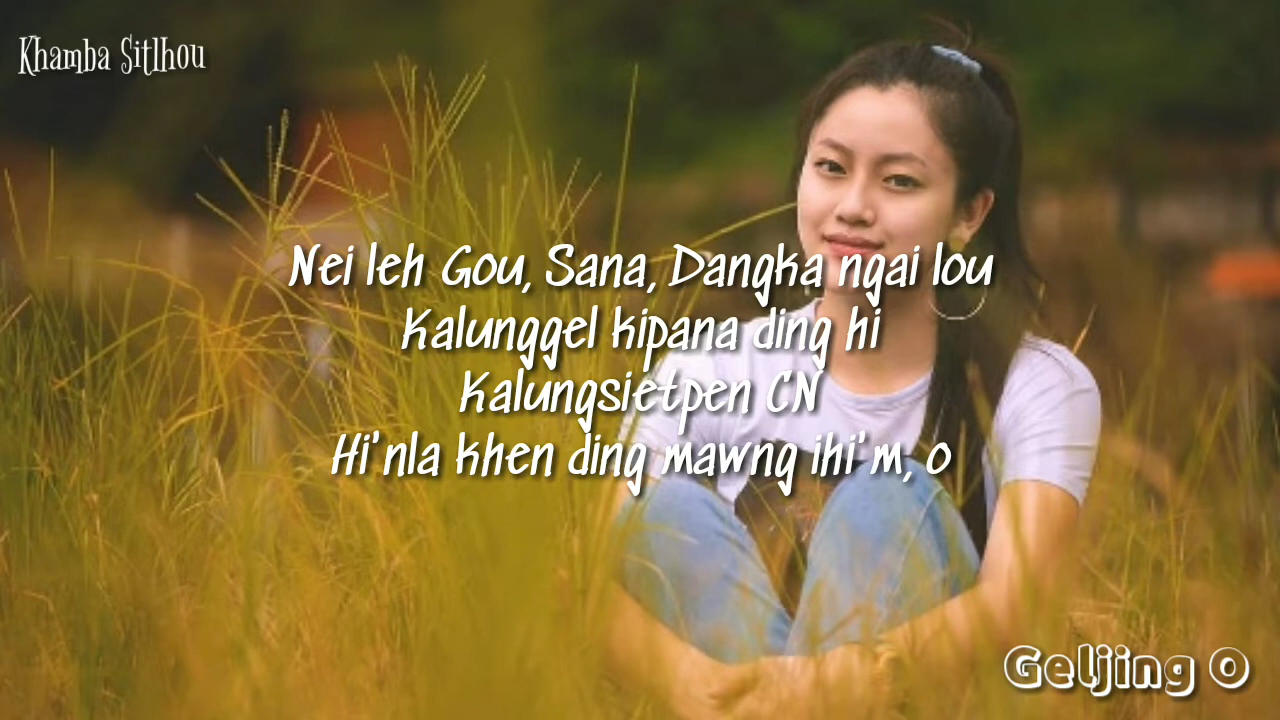 Khamba Sitlhou
Nei leh Gou, Sana, Dangka ngai lou
Kalunggel kipana ding hi
Kalungsietpen CN
Hi'nla khen ding mawng ihi'm, o
Geljing O